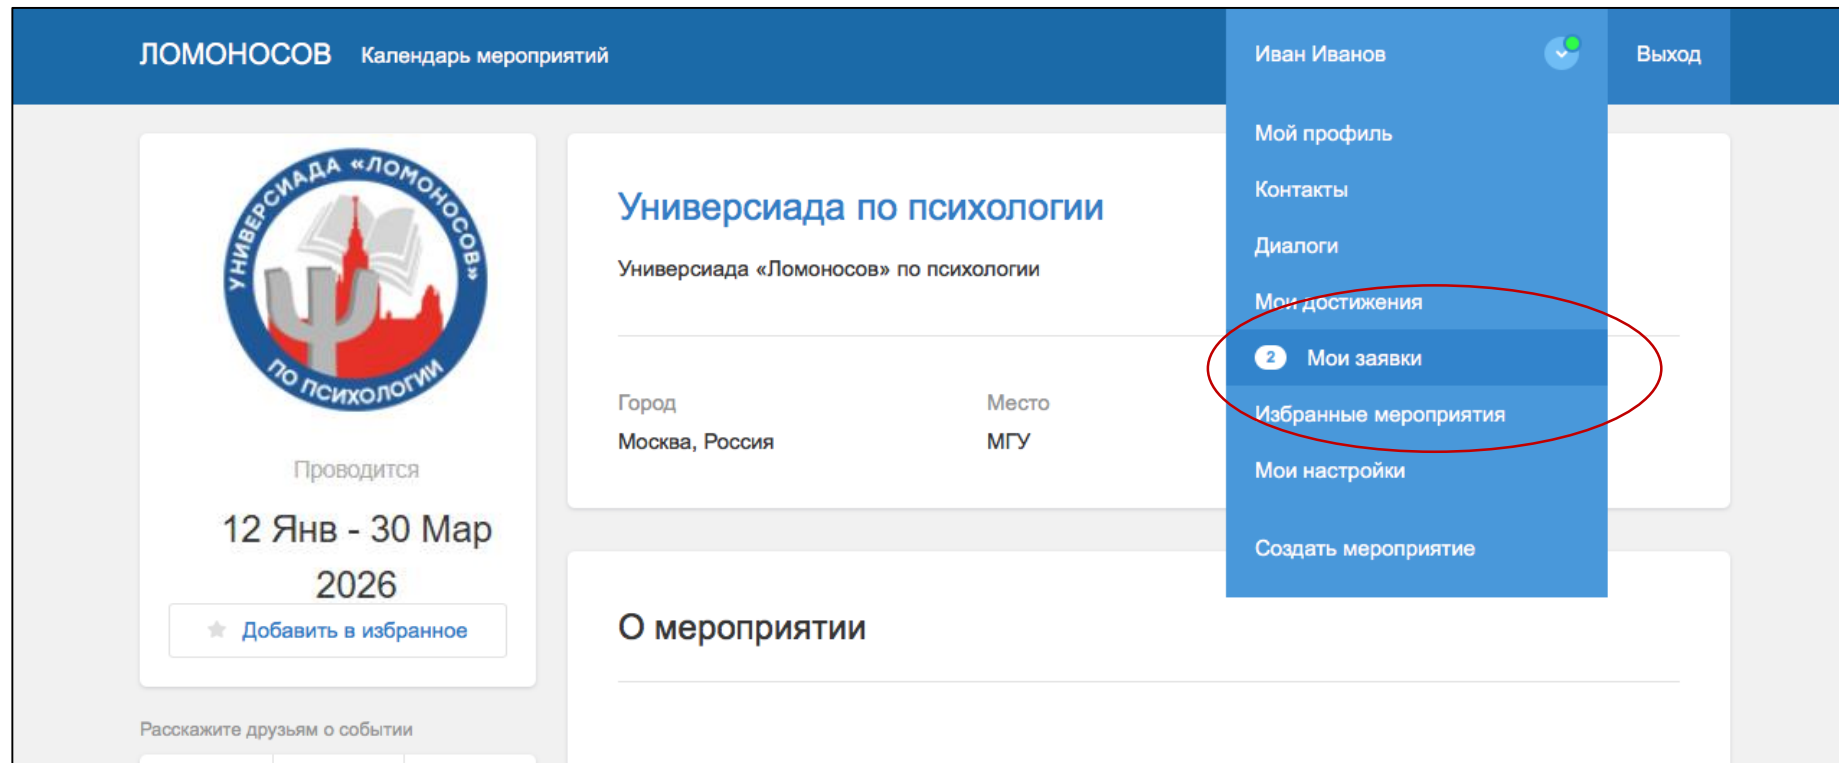 ЛОМОНОСОВ Календарь мероприятий
Иван Иванов
Выход
Мой профиль
Контакты
Диалоги
Мои достижения
2 Мои заявки
Избранные мероприятия
Мои настройки
Создать мероприятие
УНИВЕРСИАДА «ЛОМОНОСОВ»
ПО ПСИХОЛОГИИ
Проводится
12 Янв - 30 Мар
2026
Добавить в избранное
Расскажите друзьям о событии
Универсиада по психологии
Универсиада «Ломоносов» по психологии
Город
Москва, Россия
Место
МГУ
О мероприятии